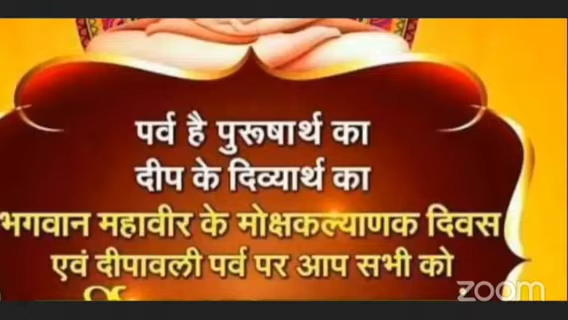 पर्व है पुरूषार्थ का
दीप के दिव्यार्थ का
भगवान महावीर के मोक्षकल्याणक दिवस
एवं दीपावली पर्व पर आप सभी को
zoom